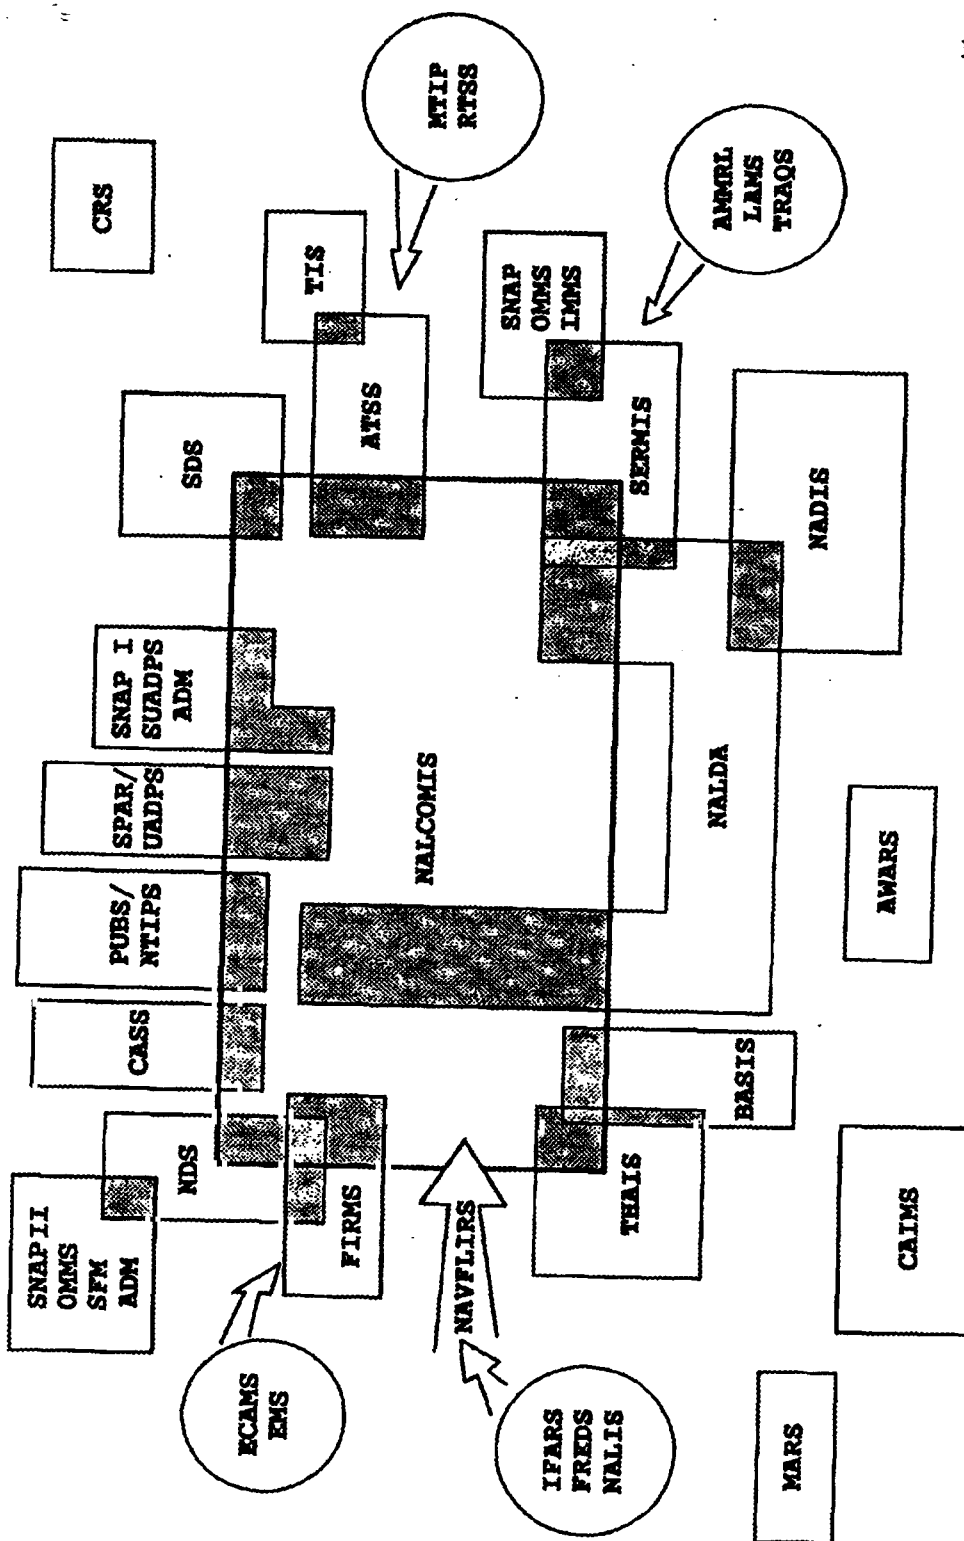 SNAPII
OMMS
SFM
ADM
NDS
CASS
PUBS/
NTIPS
SPAR/
UADPS
SNAP I
SUADPS
ADM
SDS
CRS
TIS
ATSS
MTIP
RTSS
ECAMS
EMS
FIRMS
NALCOMIS
NAVFLIRS
IFARS
FREDS
NALIS
THAIS
BASIS
NALDA
SERMIS
SNAP
OMMS
IMMS
AMMRL
LAMS
TRAQS
NADIS
AWARS
CAIMS
MARS